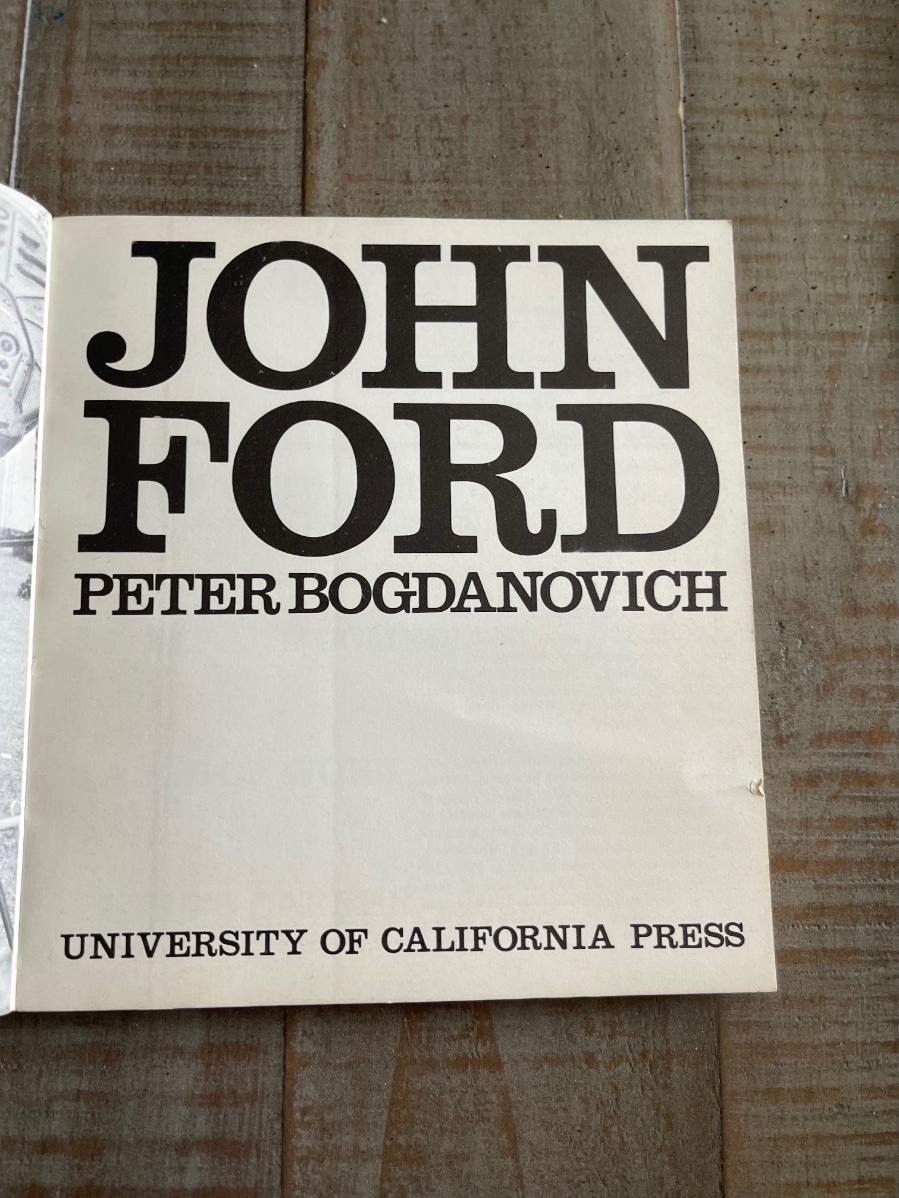 JOHN
FORD
PETER BOGDANOVICH
UNIVERSITY OF CALIFORNIA PRESS